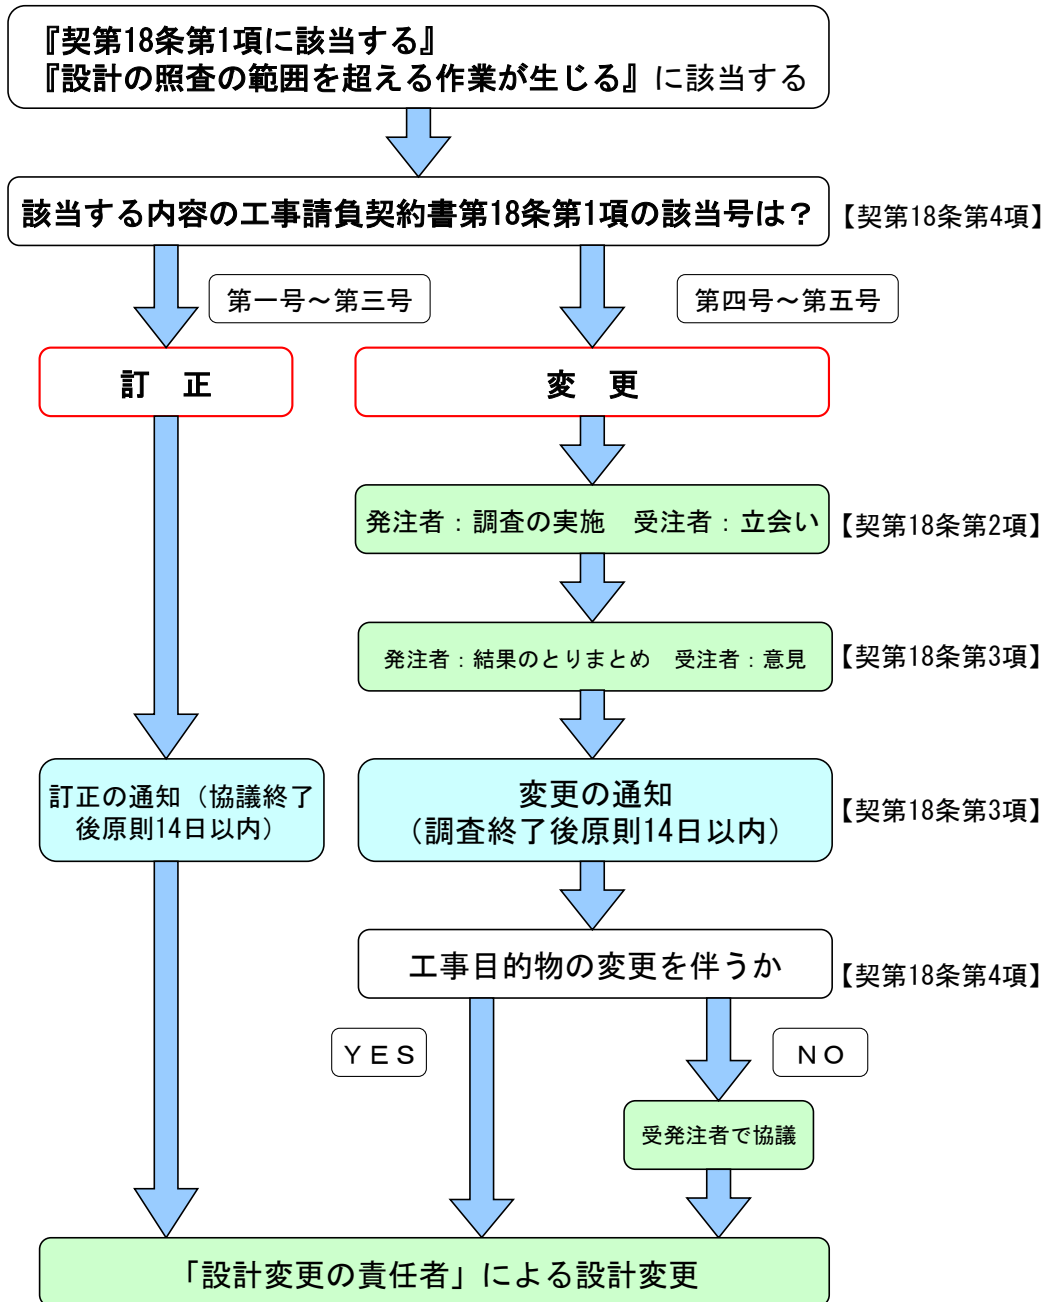 『契第18条第1項に該当する』
『設計の照査の範囲を超える作業が生じる』に該当する
該当する内容の工事請負契約書第18条第1項の該当号は？
【契第18条第4項】
第一号～第三号
第四号～第五号
訂　正
変　更
発注者：調査の実施　受注者：立会い
【契第18条第2項】
発注者：結果のとりまとめ　受注者：意見
【契第18条第3項】
訂正の通知（協議終了
後原則14日以内）
変更の通知
（調査終了後原則14日以内）
【契第18条第3項】
工事目的物の変更を伴うか
【契第18条第4項】
ＹＥＳ
ＮＯ
受発注者で協議
「設計変更の責任者」による設計変更